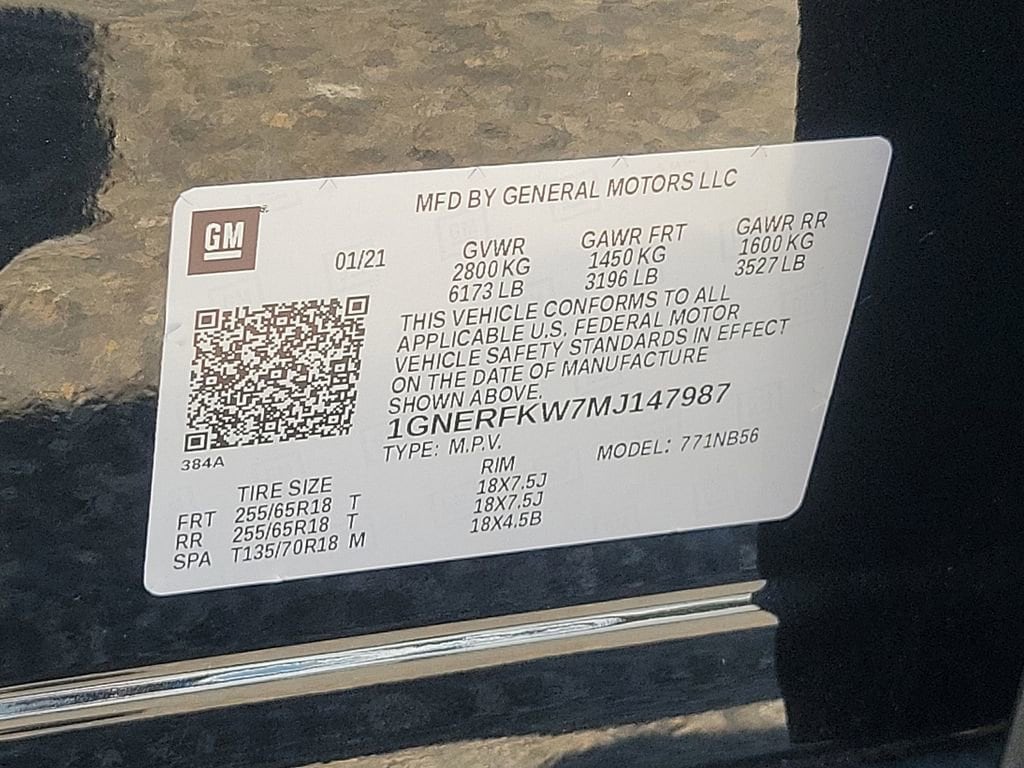 MFD BY GENERAL MOTORS LLC
GM
01/21
GVWR
2800 KG
6173 LB
GAWR FRT
1450 KG
3196 LB
GAWR RR
1600 KG
3527 LB
THIS VEHICLE CONFORMS TO ALL
APPLICABLE U.S. FEDERAL MOTOR
VEHICLE SAFETY STANDARDS IN EFFECT
ON THE DATE OF MANUFACTURE
SHOWN ABOVE.
1GNERFKW7MJ147987
TYPE: M.P.V. MODEL: 771NB56
384A
TIRE SIZE RIM
FRT 255/65R18 T 18X7.5J
RR 255/65R18 T 18X7.5J
SPA T135/70R18 M 18X4.5B